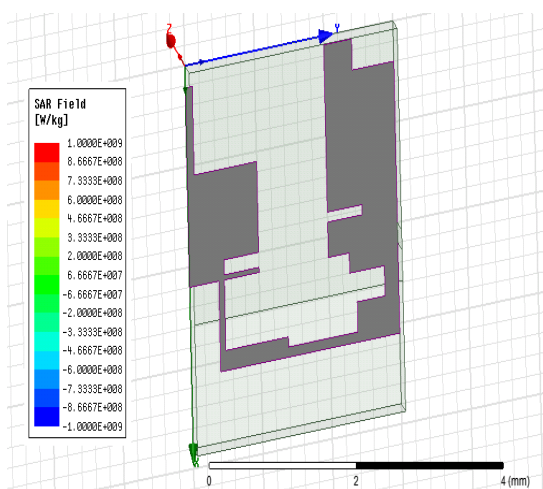 Z
Y
SAR Field
[W/kg]
1.0000E+009
8.6667E+008
7.3333E+008
6.0000E+008
4.6667E+008
3.3333E+008
2.0000E+008
6.6667E+007
-6.6667E+007
-2.0000E+008
-3.3333E+008
-4.6667E+008
-6.0000E+008
-7.3333E+008
-8.6667E+008
-1.0000E+009
0 2 4 (mm)